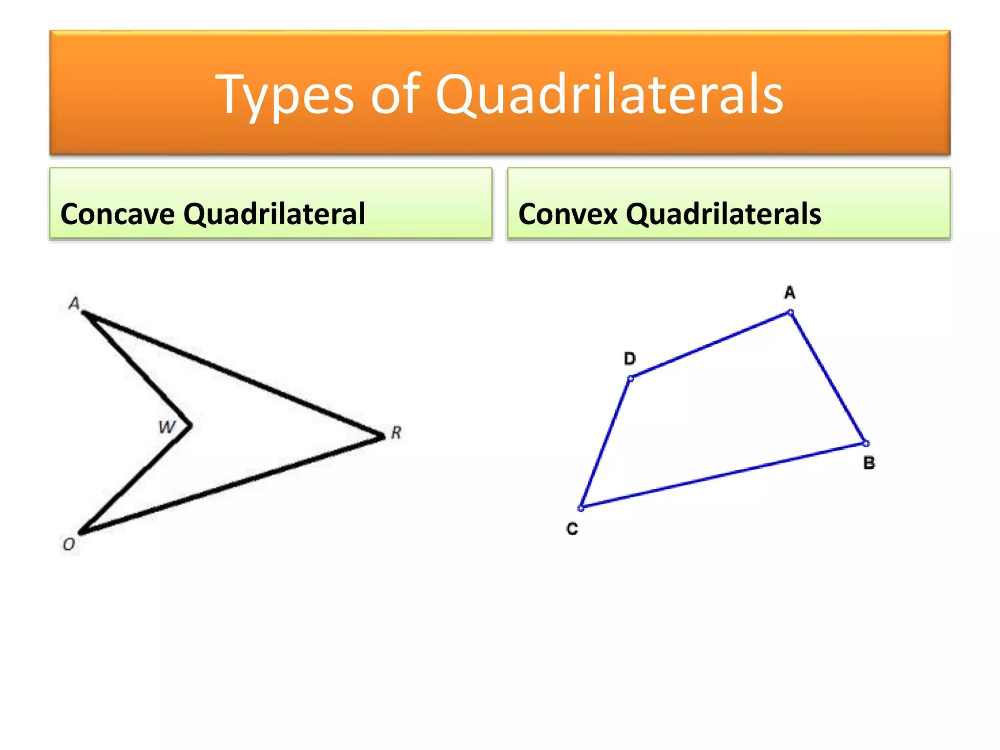 Types of Quadrilaterals
Concave Quadrilateral
Convex Quadrilaterals
A
W
R
O
A
D
B
C